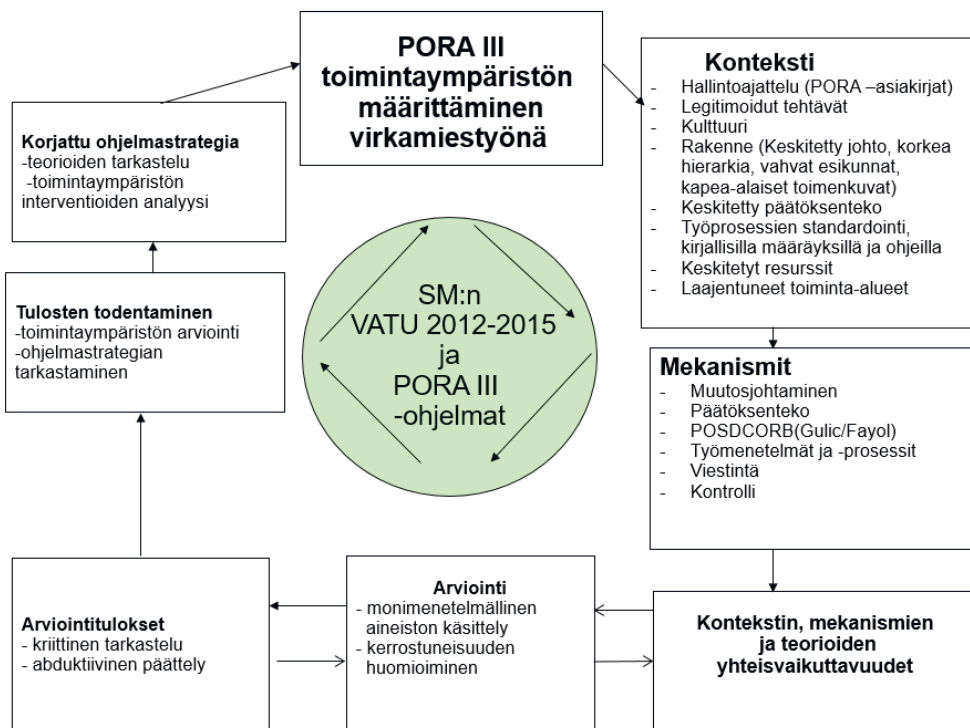 PORA III
toimintaympäristön
määrittäminen
virkamiestyönä
Konteksti
- Hallintoajattelu (PORA –asiakirjat)
- Legitimoidut tehtävät
- Kulttuuri
- Rakenne (Keskitetty johto, korkea
hierarkia, vahvat esikunnat,
kapea-alaiset toimenkuvat)
- Keskitetty päätöksenteko
- Työprosessien standardointi,
kirjallisilla määräyksillä ja ohjeilla
- Keskitetyt resurssit
- Laajentuneet toiminta-alueet
Mekanismit
- Muutosjohtaminen
- Päätöksenteko
- POSDCORB(Gulic/Fayol)
- Työmenetelmät ja -prosessit
- Viestintä
- Kontrolli
Kontekstin, mekanismien
ja teorioiden
yhteisvaikuttavuudet
Arviointi
- monimenetelmällinen
aineiston käsittely
- kerrostuneisuuden
huomioiminen
Arviointitulokset
- kriittinen tarkastelu
- abduktiivinen päättely
Tulosten todentaminen
-toimintaympäristön arviointi
-ohjelmastrategian
tarkastaminen
Korjattu ohjelmastrategia
-teorioiden tarkastelu
-toimintaympäristön
interventioiden analyysi
SM:n
VATU 2012-2015
ja
PORA III
-ohjelmat